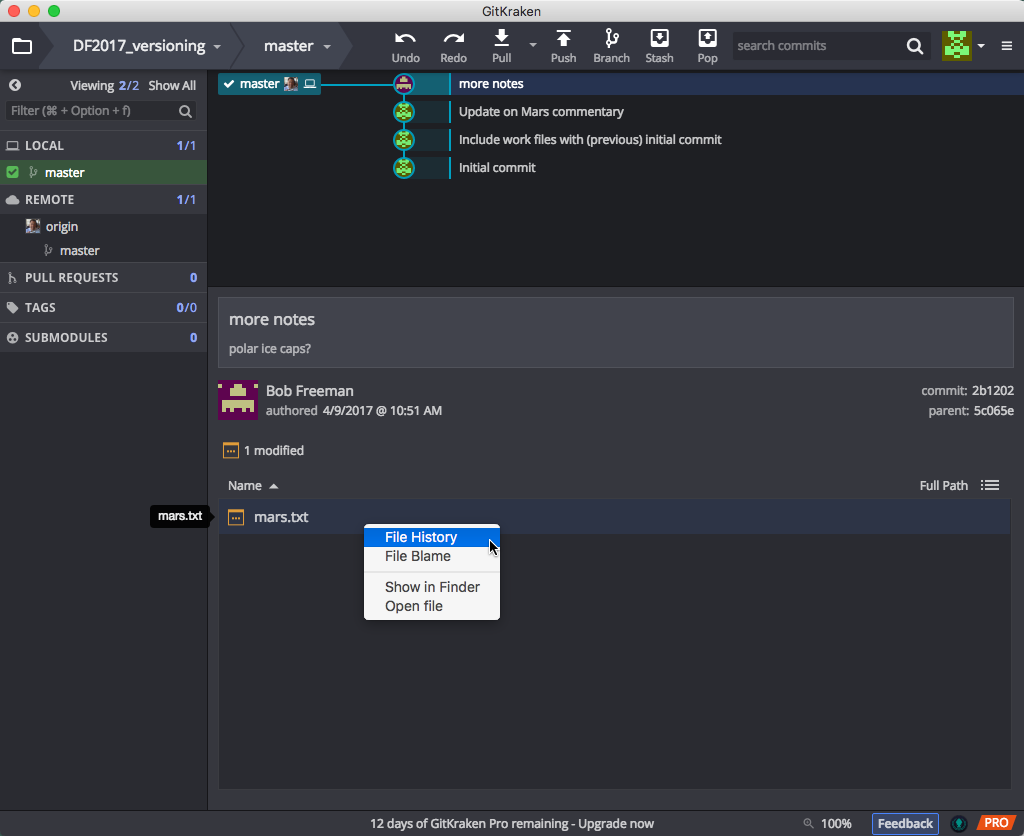 GitKraken
DF2017_versioning
master
Undo
Redo
Pull
Push
Branch
Stash
Pop
search commits
Viewing 2/2 Show All
Filter (⌘ + Option + f)
LOCAL 1/1
master
REMOTE 1/1
origin
master
PULL REQUESTS 0
TAGS 0/0
SUBMODULES 0
master
more notes
Update on Mars commentary
Include work files with (previous) initial commit
Initial commit
more notes
polar ice caps?
Bob Freeman
authored 4/9/2017 @ 10:51 AM
commit: 2b1202
parent: 5c065e
1 modified
Name
Full Path
mars.txt
mars.txt
File History
File Blame
Show in Finder
Open file
12 days of GitKraken Pro remaining - Upgrade now
100%
Feedback
PRO